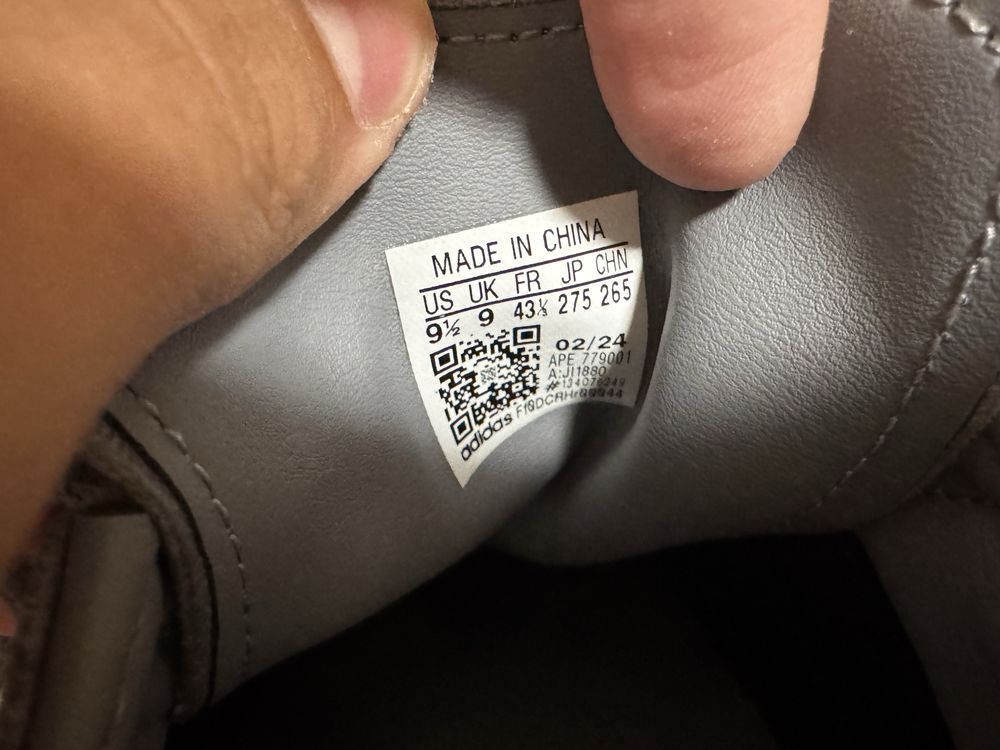 MADE IN CHINA
US UK FR JP CHN
9½ 9 43⅓ 275 265
02/24
APE 779001
A:JI1880
adidas